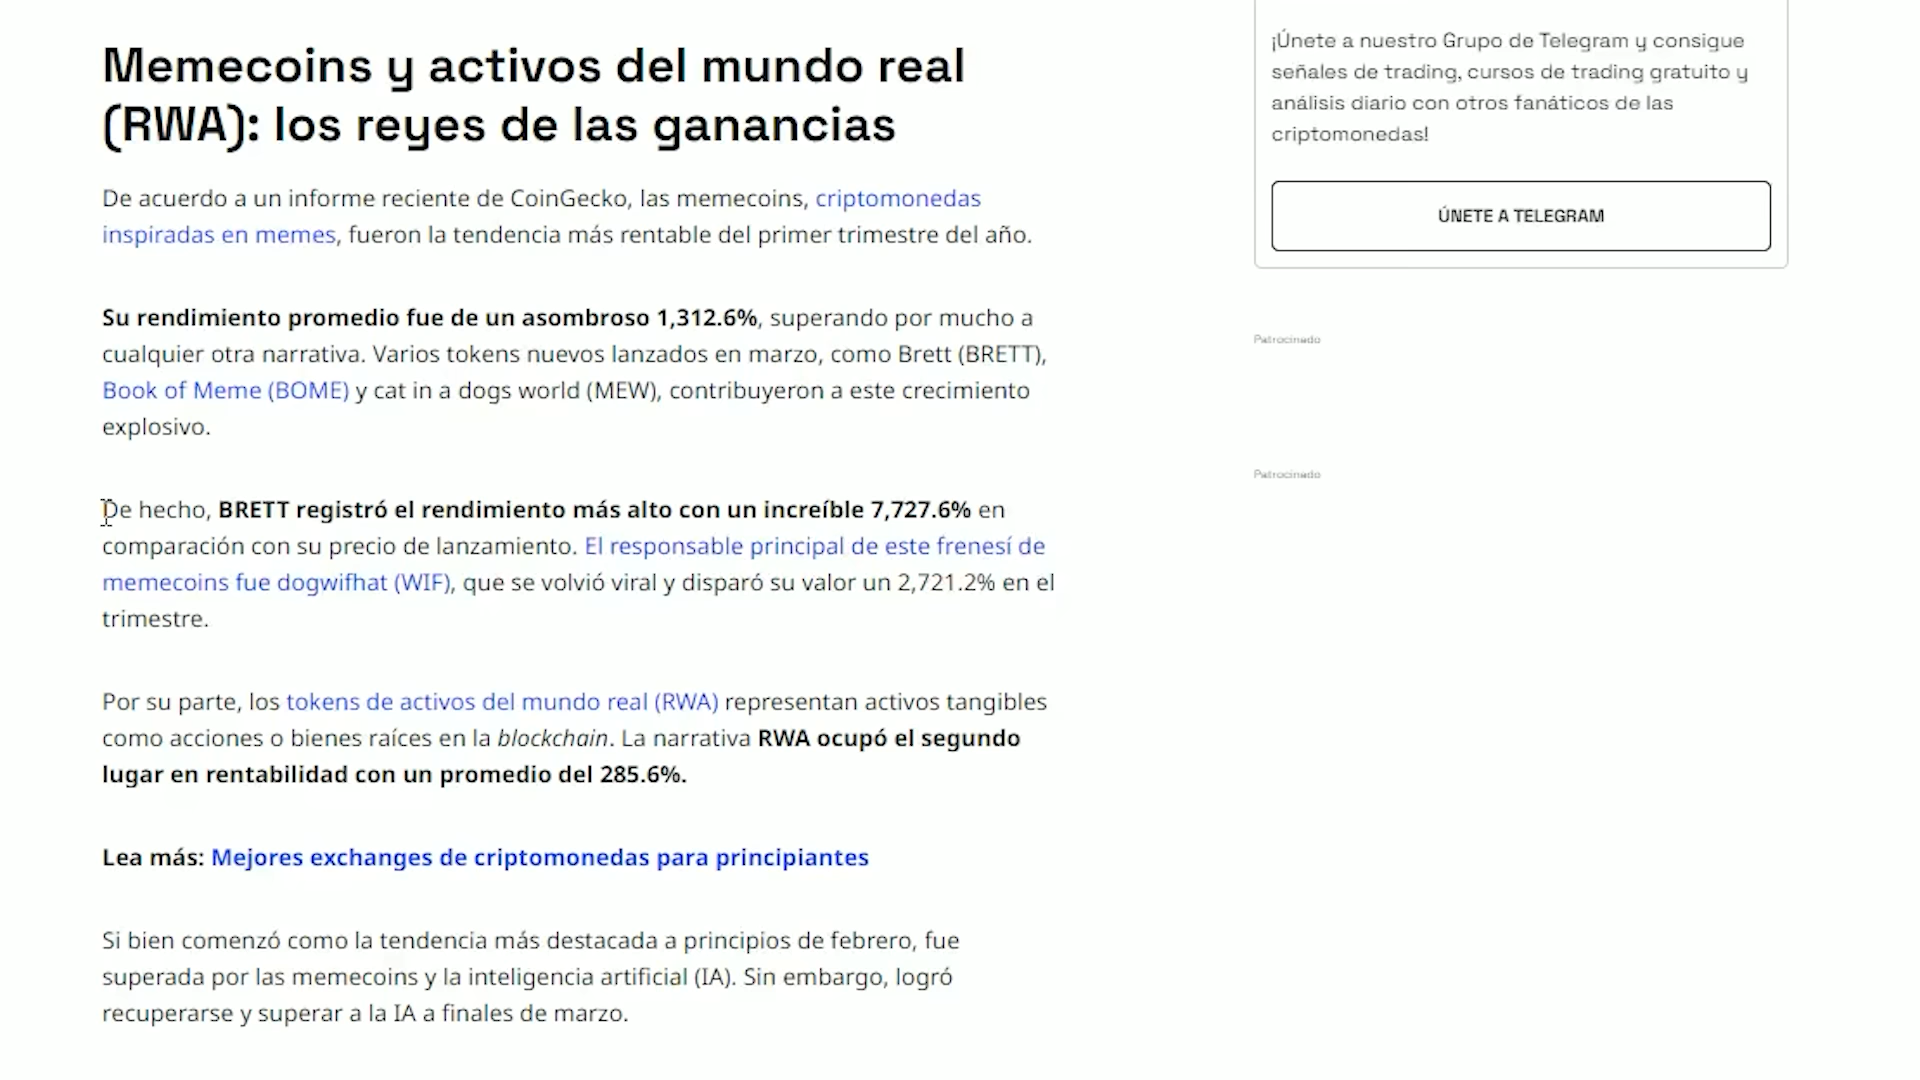 Memecoins y activos del mundo real
(RWA): los reyes de las ganancias
De acuerdo a un informe reciente de CoinGecko, las memecoins, criptomonedas
inspiradas en memes, fueron la tendencia más rentable del primer trimestre del año.
Su rendimiento promedio fue de un asombroso 1,312.6%, superando por mucho a
cualquier otra narrativa. Varios tokens nuevos lanzados en marzo, como Brett (BRETT),
Book of Meme (BOME) y cat in a dogs world (MEW), contribuyeron a este crecimiento
explosivo.
De hecho, BRETT registró el rendimiento más alto con un increíble 7,727.6% en
comparación con su precio de lanzamiento. El responsable principal de este frenesí de
memecoins fue dogwifhat (WIF), que se volvió viral y disparó su valor un 2,721.2% en el
trimestre.
Por su parte, los tokens de activos del mundo real (RWA) representan activos tangibles
como acciones o bienes raíces en la blockchain. La narrativa RWA ocupó el segundo
lugar en rentabilidad con un promedio del 285.6%.
Lea más: Mejores exchanges de criptomonedas para principiantes
Si bien comenzó como la tendencia más destacada a principios de febrero, fue
superada por las memecoins y la inteligencia artificial (IA). Sin embargo, logró
recuperarse y superar a la IA a finales de marzo.
¡Únete a nuestro Grupo de Telegram y consigue
señales de trading, cursos de trading gratuito y
análisis diario con otros fanáticos de las
criptomonedas!
ÚNETE A TELEGRAM
Patrocinado
Patrocinado